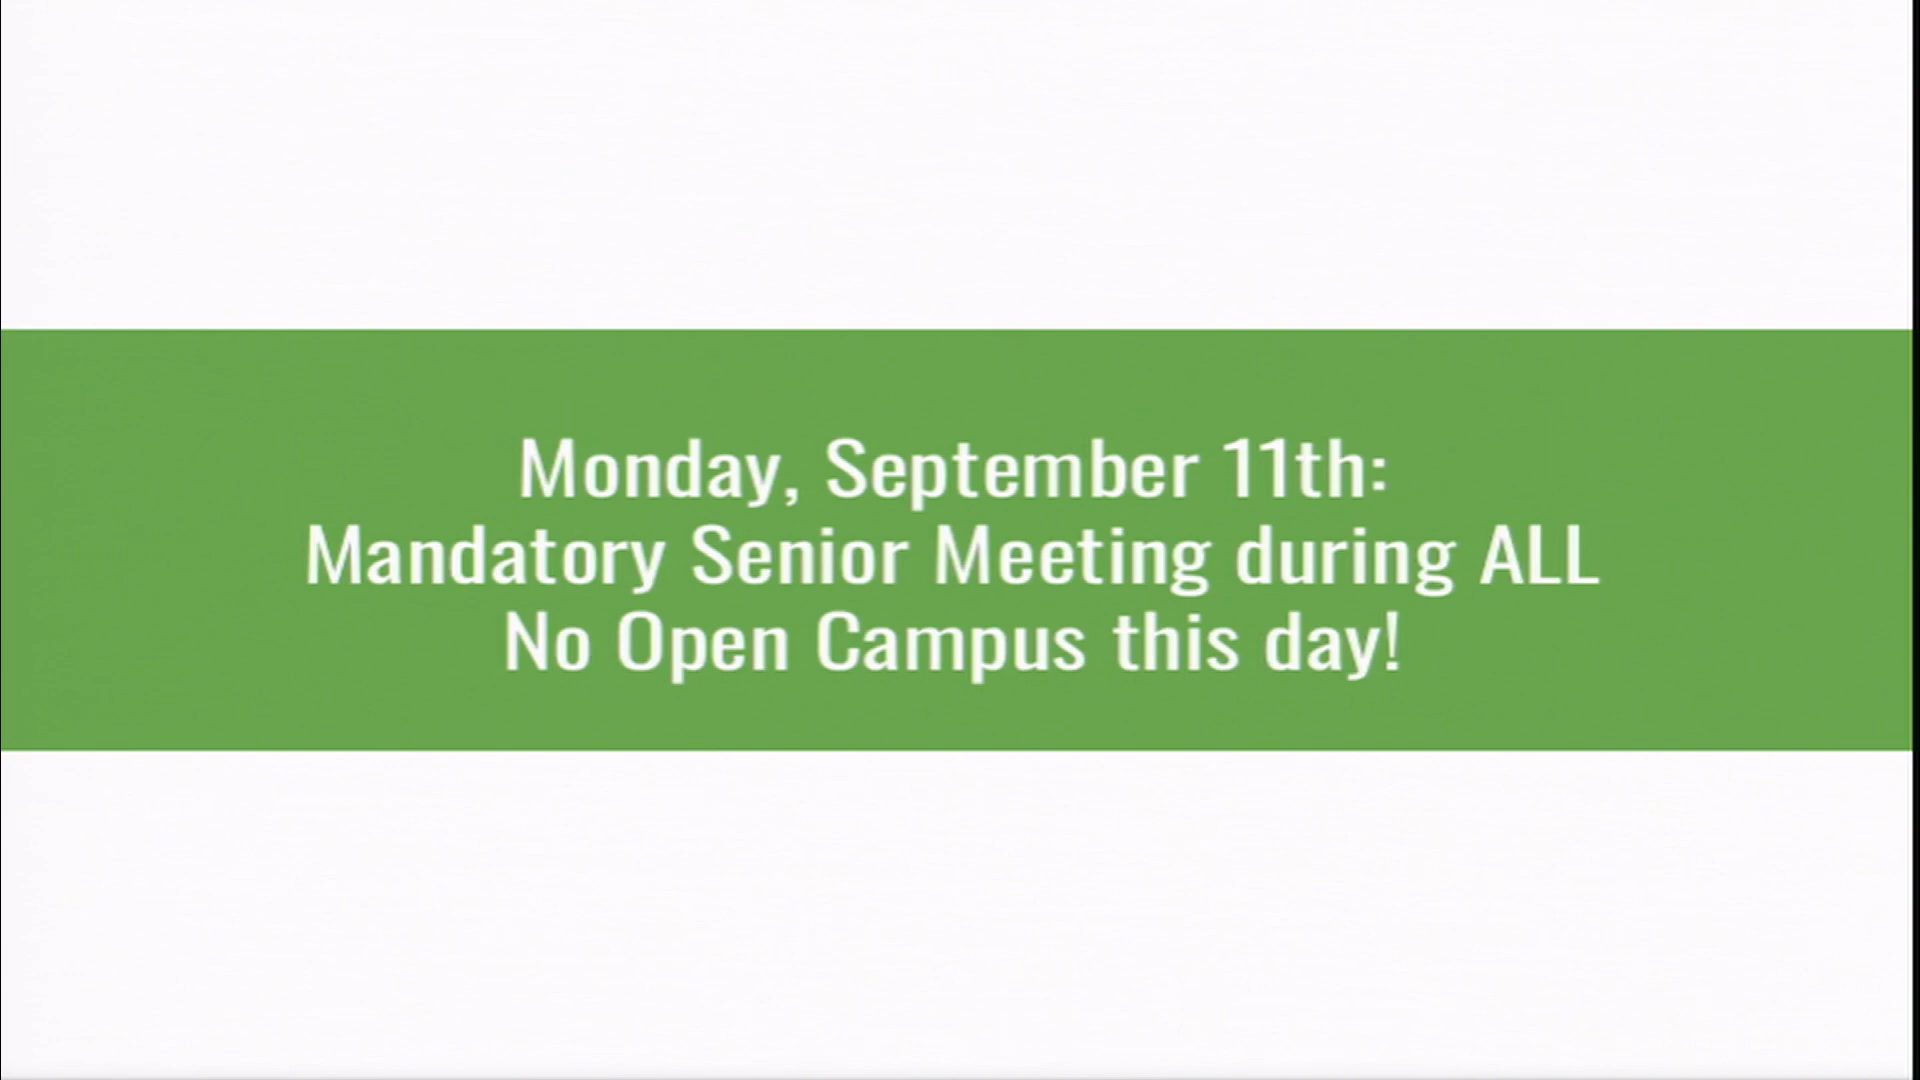 Monday, September 11th:
Mandatory Senior Meeting during ALL
No Open Campus this day!